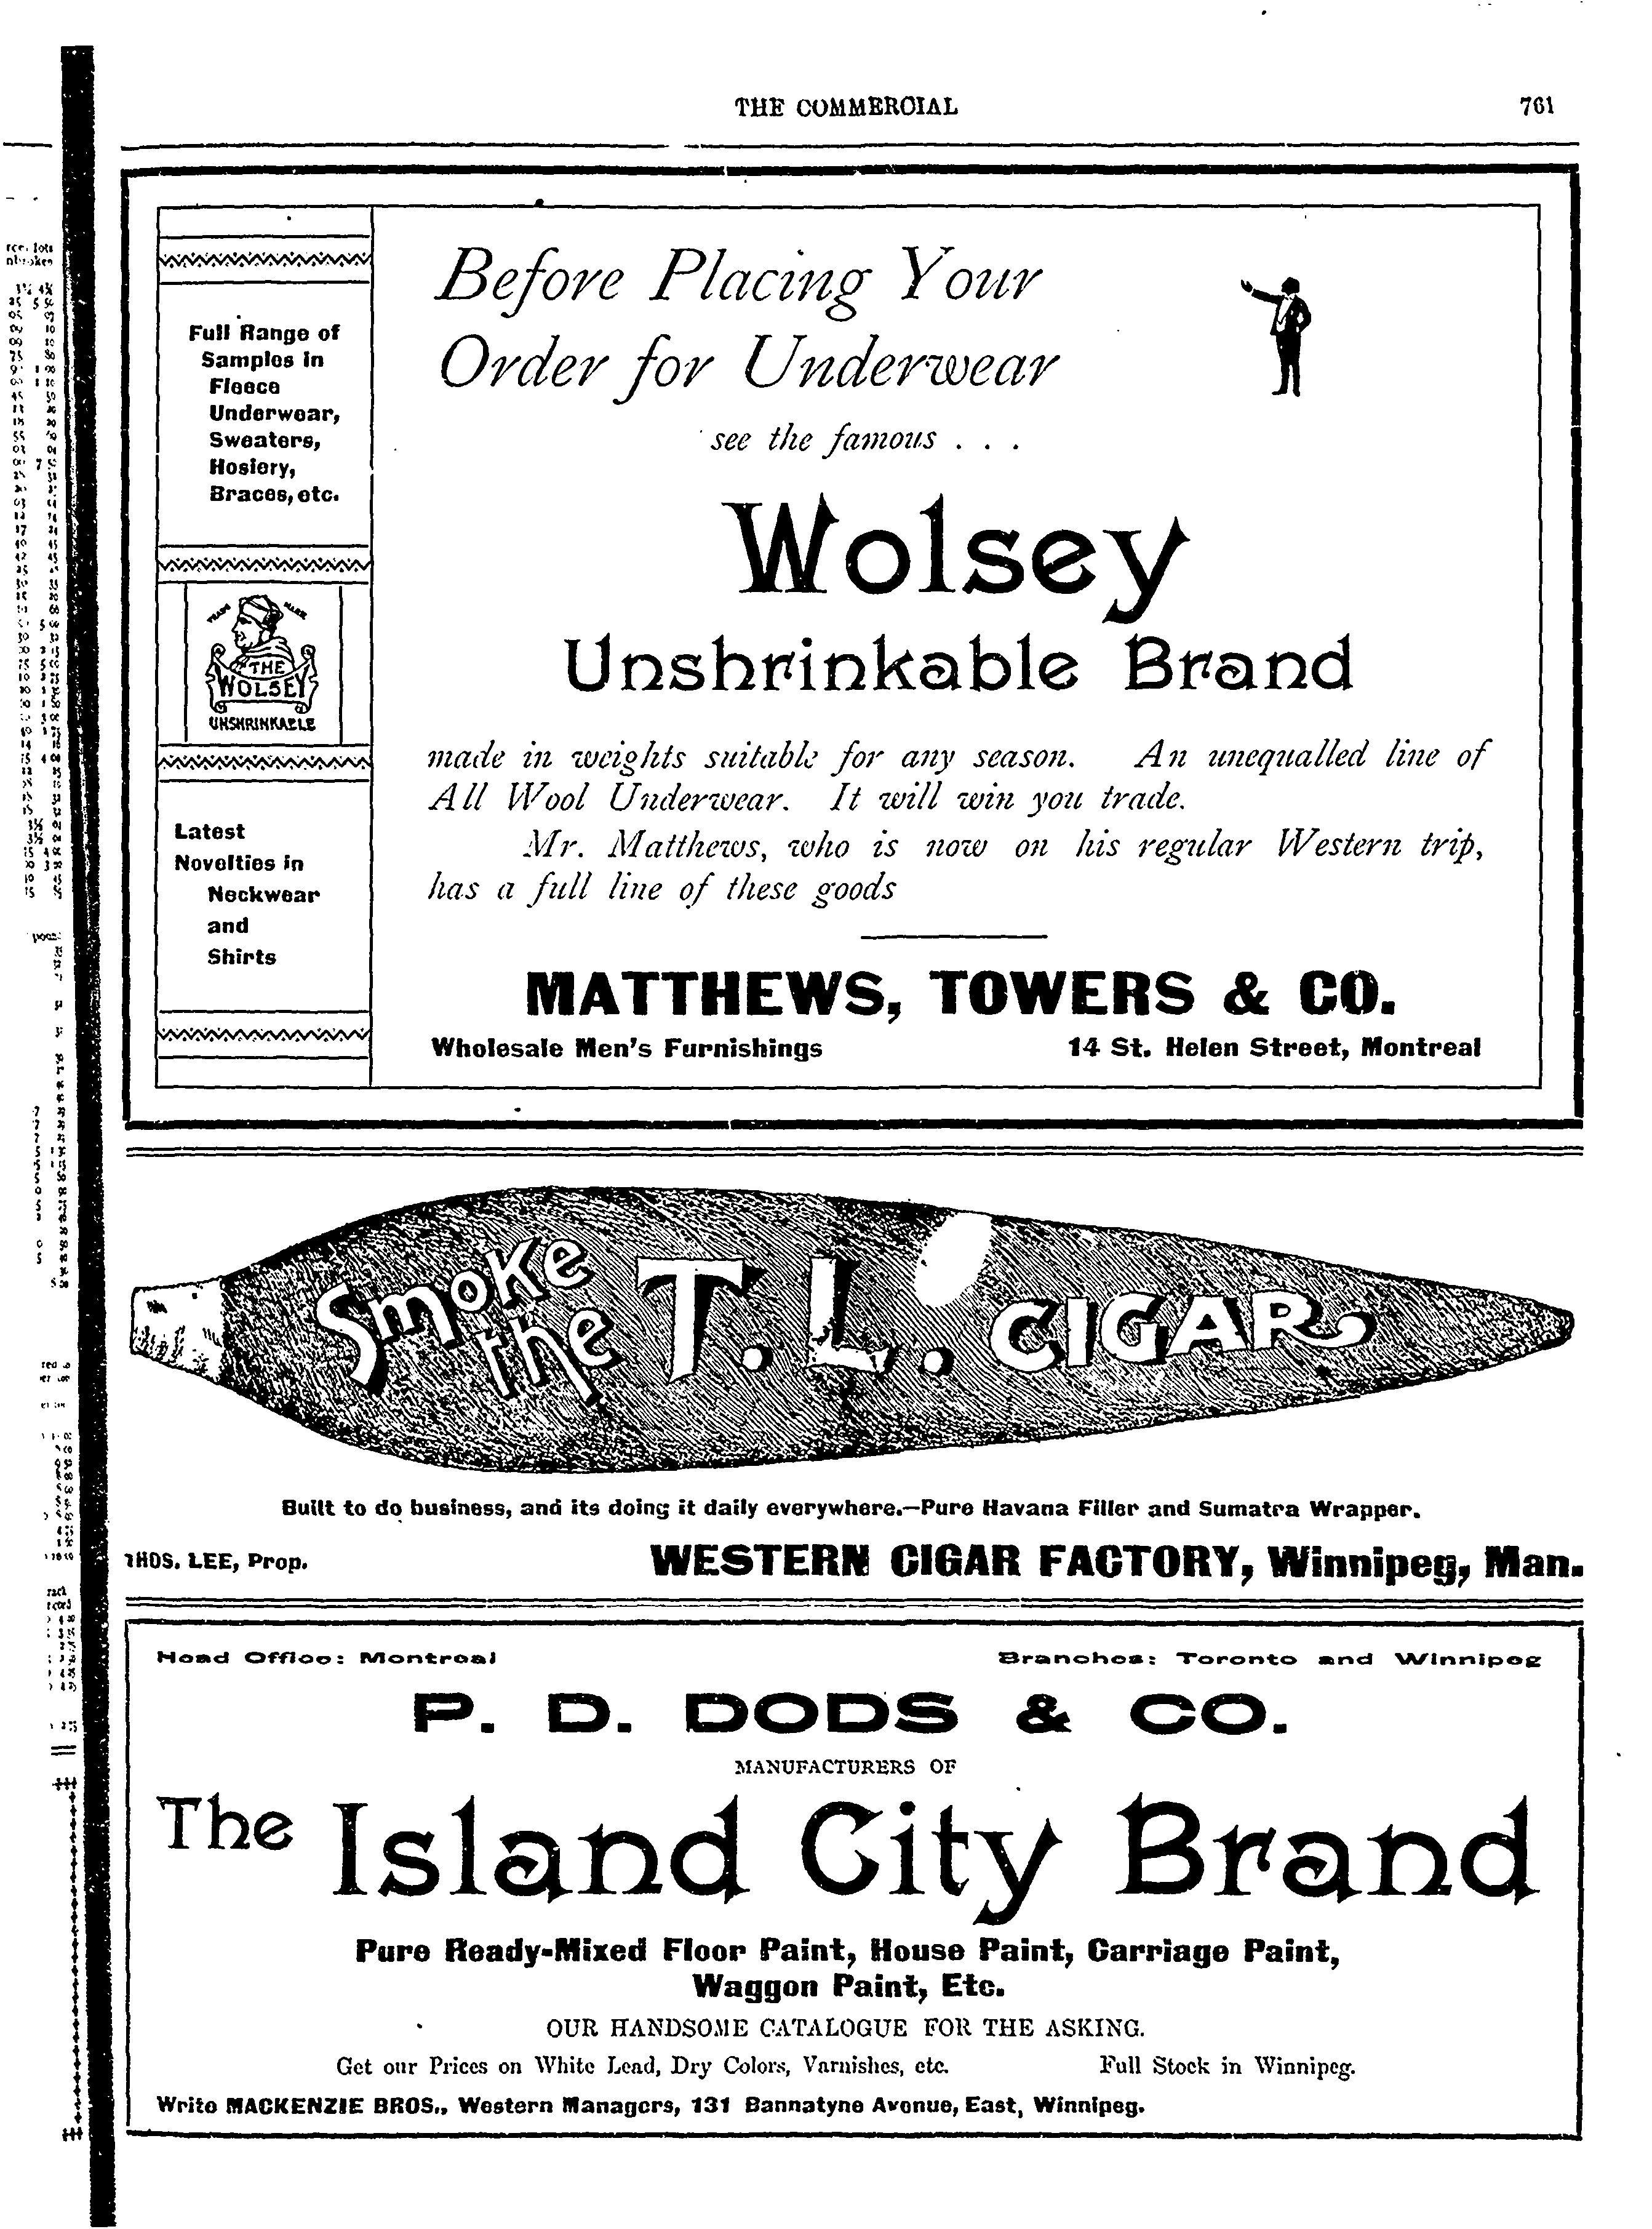 THE COMMERCIAL
761
Full Range of
Samples in
Fleece
Underwear,
Sweaters,
Hosiery,
Braces, etc.
TRADE MARK
THE
WOLSEY
UNSHRINKABLE
Latest
Novelties in
Neckwear
and
Shirts
Before Placing Your
Order for Underwear
see the famous . . .
Wolsey
Unshrinkable Brand
made in weights suitable for any season. An unequalled line of
All Wool Underwear. It will win you trade.
Mr. Matthews, who is now on his regular Western trip,
has a full line of these goods
MATTHEWS, TOWERS & CO.
Wholesale Men's Furnishings
14 St. Helen Street, Montreal
Smoke
the T. L. CIGAR
Built to do business, and its doing it daily everywhere.—Pure Havana Filler and Sumatra Wrapper.
THOS. LEE, Prop.
WESTERN CIGAR FACTORY, Winnipeg, Man.
Head Office: Montreal
Branches: Toronto and Winnipeg
P. D. DODS & CO.
MANUFACTURERS OF
The Island City Brand
Pure Ready-Mixed Floor Paint, House Paint, Carriage Paint,
Waggon Paint, Etc.
OUR HANDSOME CATALOGUE FOR THE ASKING.
Get our Prices on White Lead, Dry Colors, Varnishes, etc.
Full Stock in Winnipeg.
Write MACKENZIE BROS., Western Managers, 131 Bannatyne Avenue, East, Winnipeg.